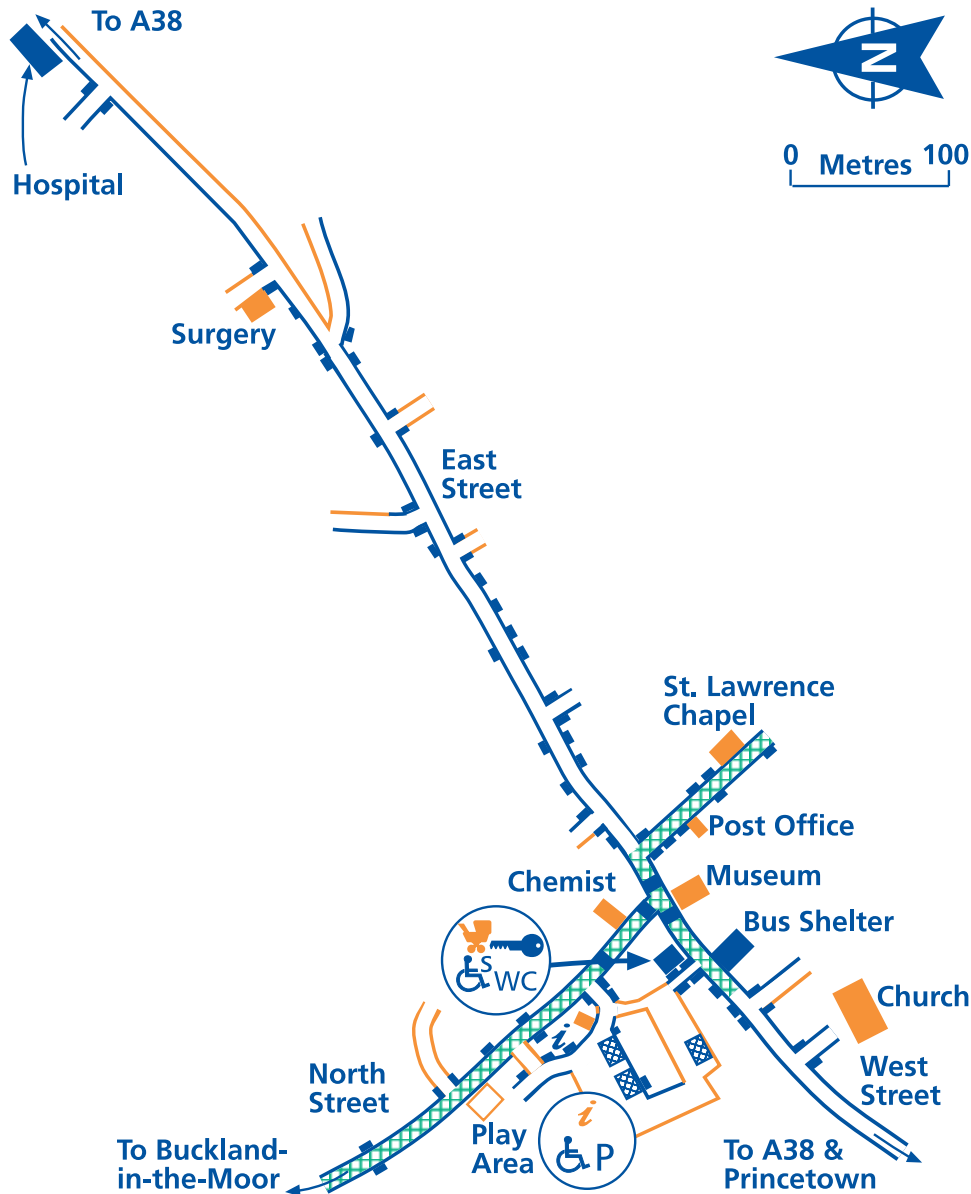 To A38
N
0 Metres 100
Hospital
Surgery
East
Street
St. Lawrence
Chapel
Post Office
Museum
Chemist
Bus Shelter
S
WC
Church
i
North
Street
West
Street
i
P
Play
Area
To Buckland-
in-the-Moor
To A38 &
Princetown